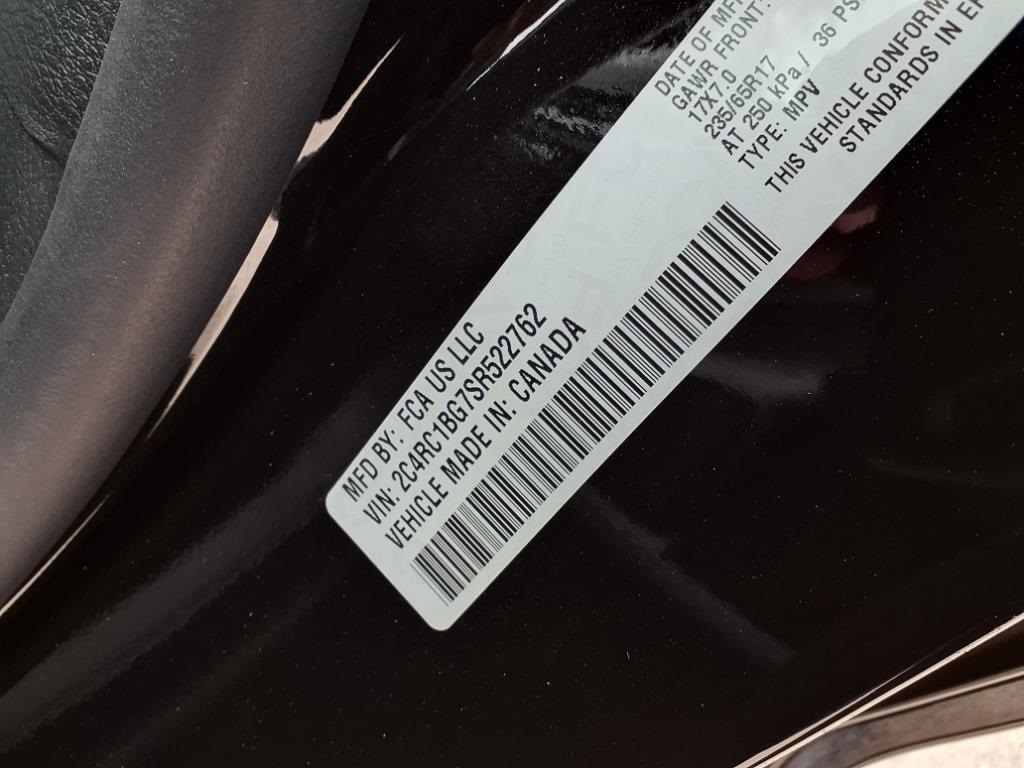 MFD BY: FCA US LLC
VIN: 2C4RC1BG7SR522762
VEHICLE MADE IN: CANADA
DATE OF MFR
GAWR FRONT:
17X7.0
235/65R17
AT 250 kPa / 36 PS
TYPE: MPV
THIS VEHICLE CONFORM
STANDARDS IN EF